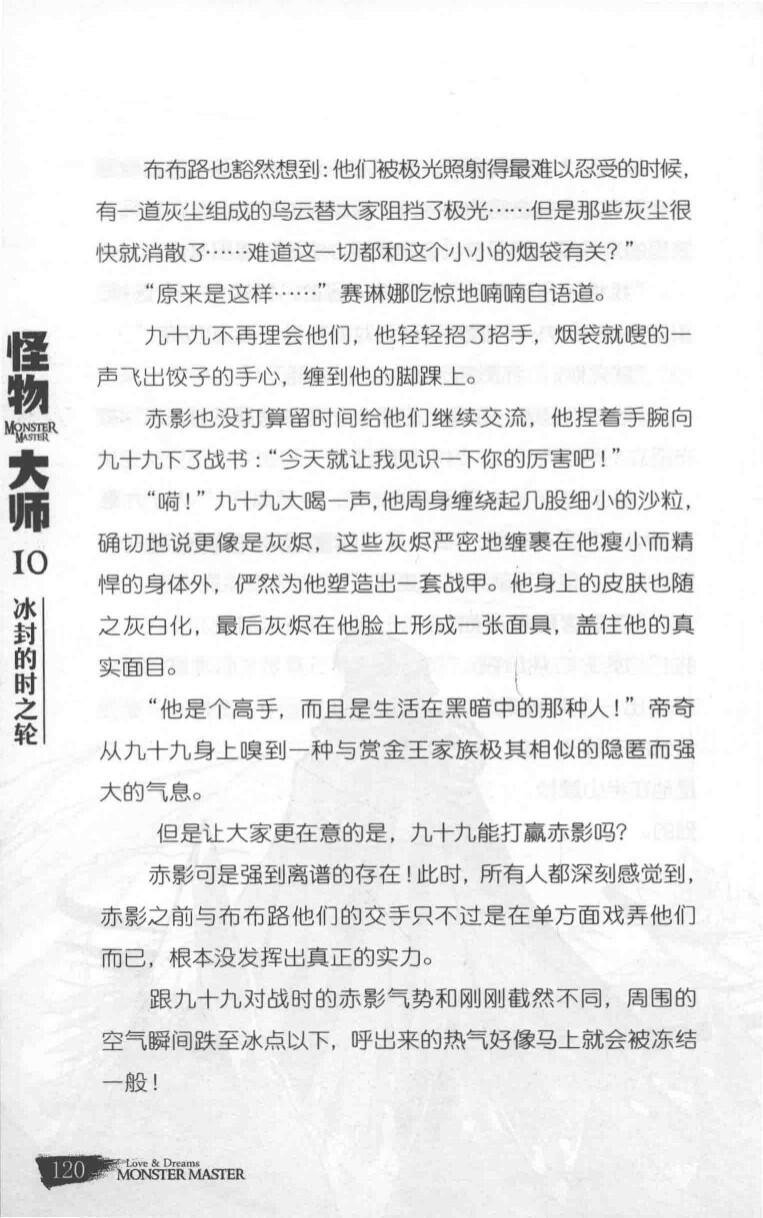 布布路也豁然想到：他们被极光照射得最难以忍受的时候，
有一道灰尘组成的乌云替大家阻挡了极光……但是那些灰尘很
快就消散了……难道这一切都和这个小小的烟袋有关？”
“原来是这样……”赛琳娜吃惊地喃喃自语道。
九十九不再理会他们，他轻轻招了招手，烟袋就嗖的一
声飞出饺子的手心，缠到他的脚踝上。
赤影也没打算留时间给他们继续交流，他捏着手腕向
九十九下了战书：“今天就让我见识一下你的厉害吧！”
“嗬！”九十九大喝一声，他周身缠绕起几股细小的沙粒，
确切地说更像是灰烬，这些灰烬严密地缠裹在他瘦小而精
悍的身体外，俨然为他塑造出一套战甲。他身上的皮肤也随
之灰白化，最后灰烬在他脸上形成一张面具，盖住他的真
实面目。
“他是个高手，而且是生活在黑暗中的那种人！”帝奇
从九十九身上嗅到一种与赏金王家族极其相似的隐匿而强
大的气息。
但是让大家更在意的是，九十九能打赢赤影吗？
赤影可是强到离谱的存在！此时，所有人都深刻感觉到，
赤影之前与布布路他们的交手只不过是在单方面戏弄他们
而已，根本没发挥出真正的实力。
跟九十九对战时的赤影气势和刚刚截然不同，周围的
空气瞬间跌至冰点以下，呼出来的热气好像马上就会被冻结
一般！
怪物
MONSTER
MASTER
大师
10
冰封的时之轮
120
Love & Dreams
MONSTER MASTER